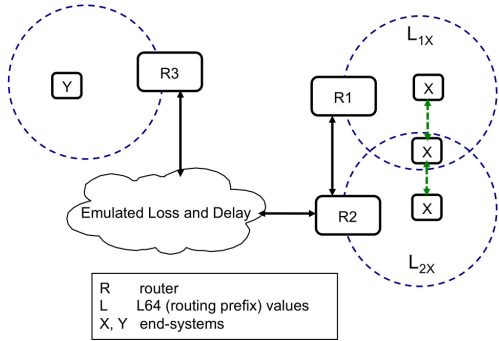 L1X
R3
Y
R1
X
X
X
R2
Emulated Loss and Delay
L2X
R router
L L64 (routing prefix) values
X, Y end-systems